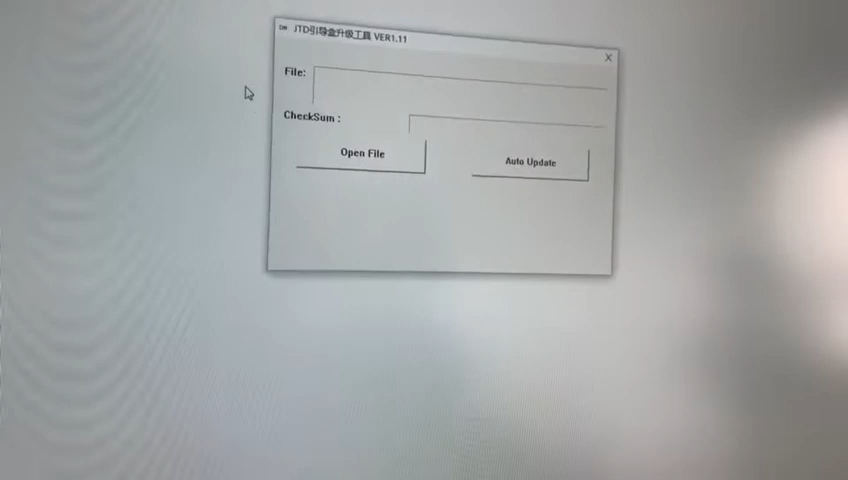 JTD引导盒升级工具 VER1.11
X
File:
CheckSum :
Open File
Auto Update